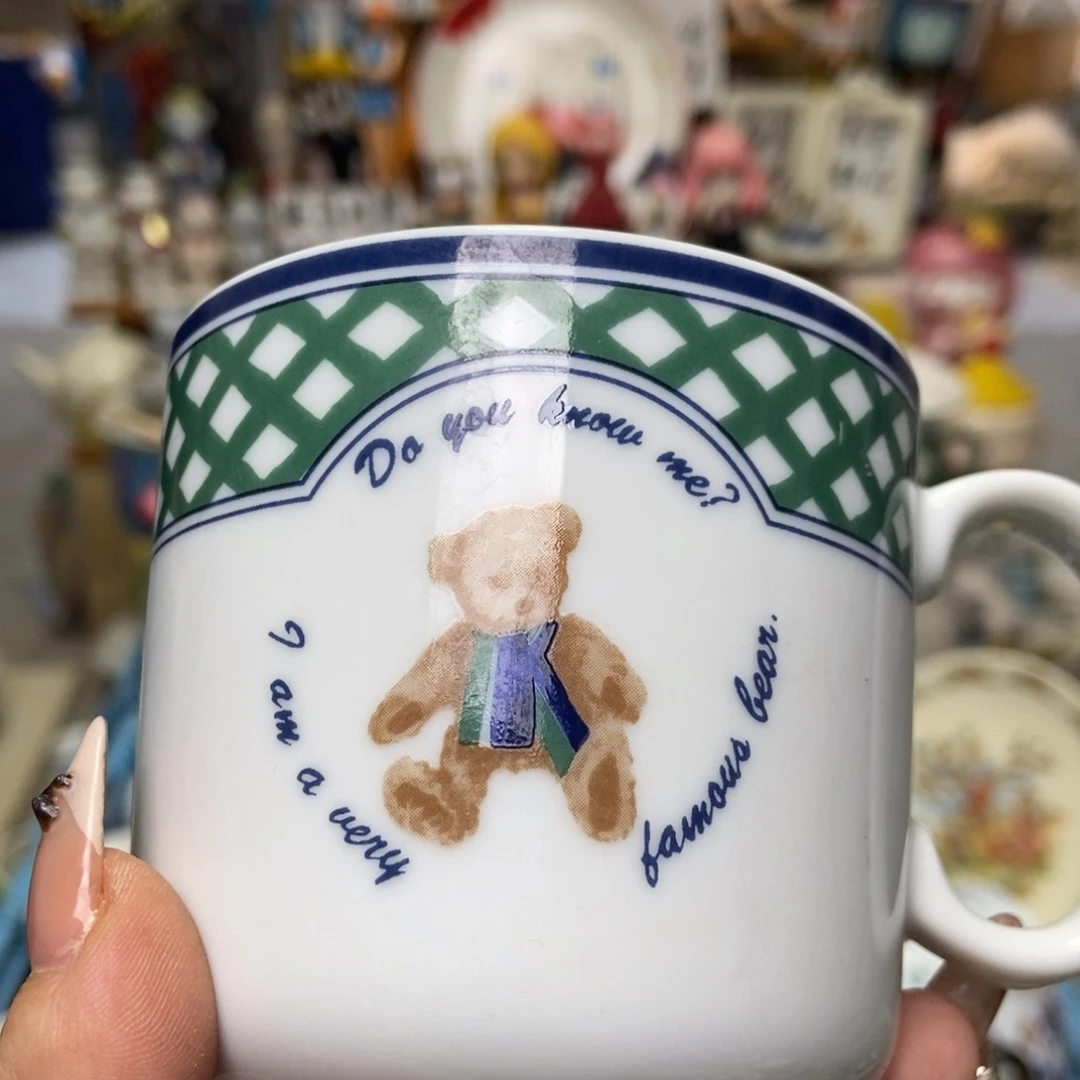 Do you know me?
I am a very
famous bear.